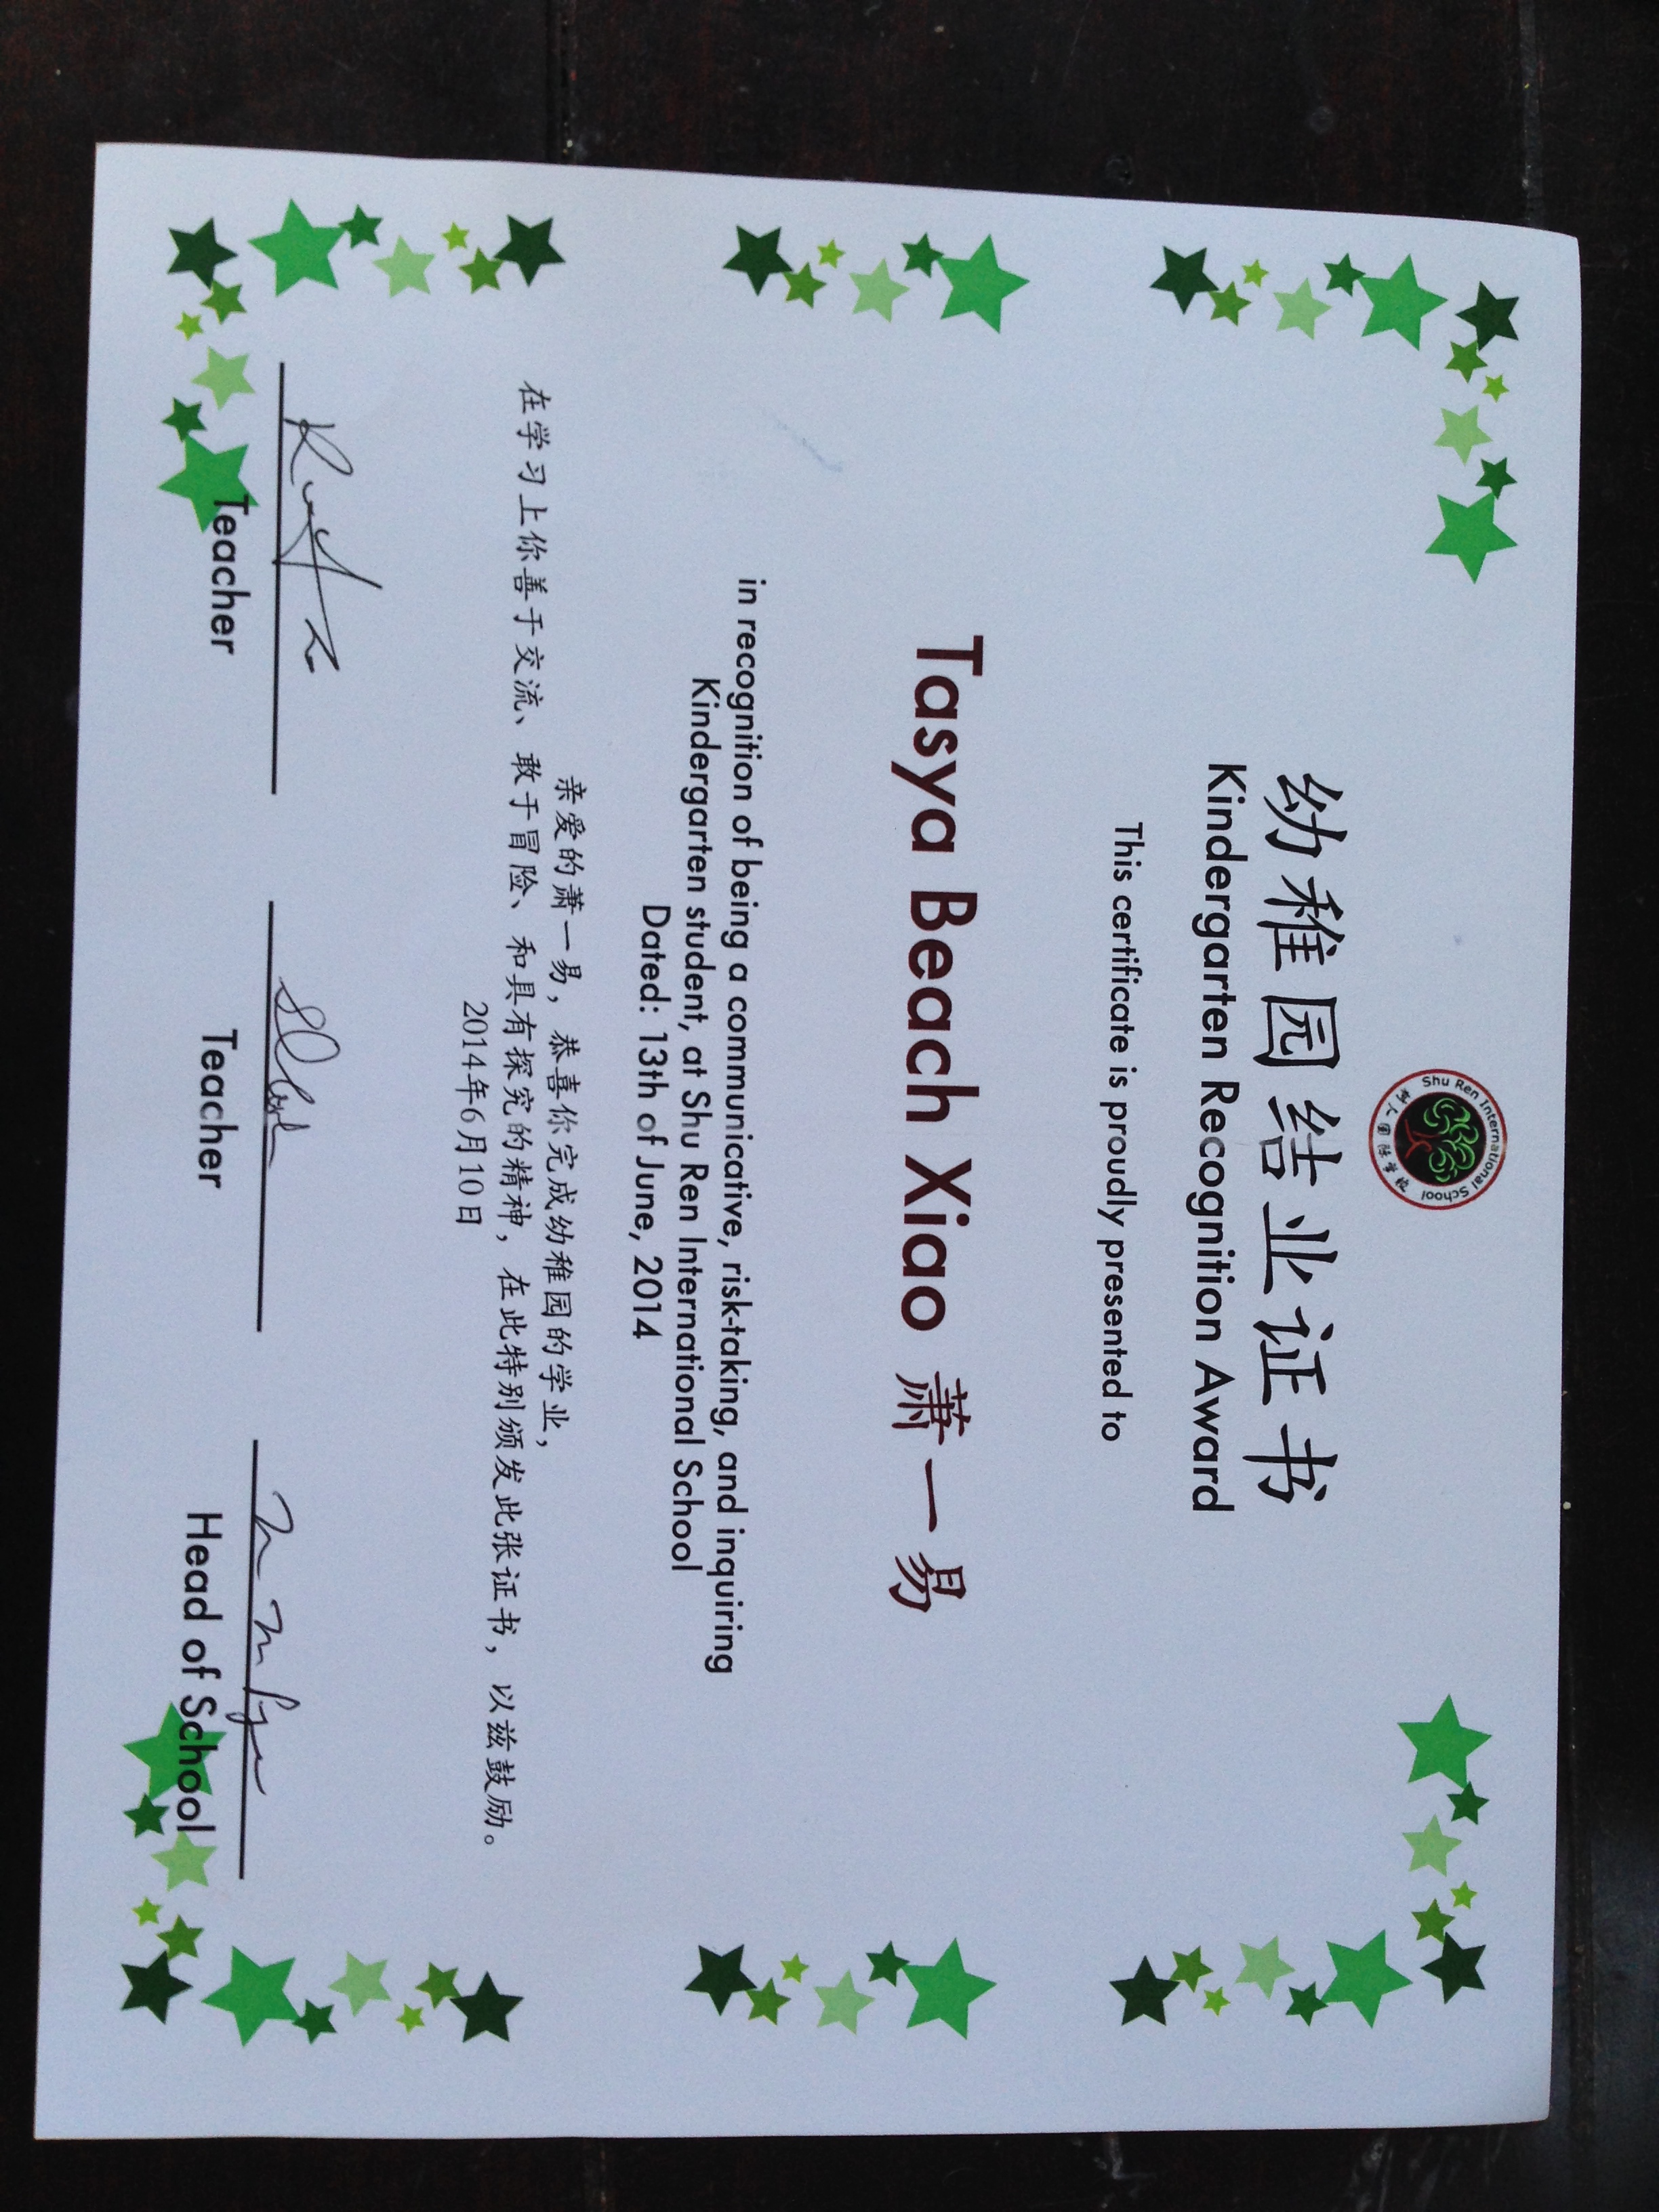 Shu Ren International School
树人国际学校
幼稚园结业证书
Kindergarten Recognition Award
This certificate is proudly presented to
Tasya Beach Xiao 萧一易
in recognition of being a communicative, risk-taking, and inquiring
Kindergarten student, at Shu Ren International School
Dated: 13th of June, 2014
亲爱的萧一易，恭喜你完成幼稚园的学业，
在学习上你善于交流、敢于冒险、和具有探究的精神，在此特别颁发此张证书，以兹鼓励。
2014年6月10日
Teacher Teacher Head of School